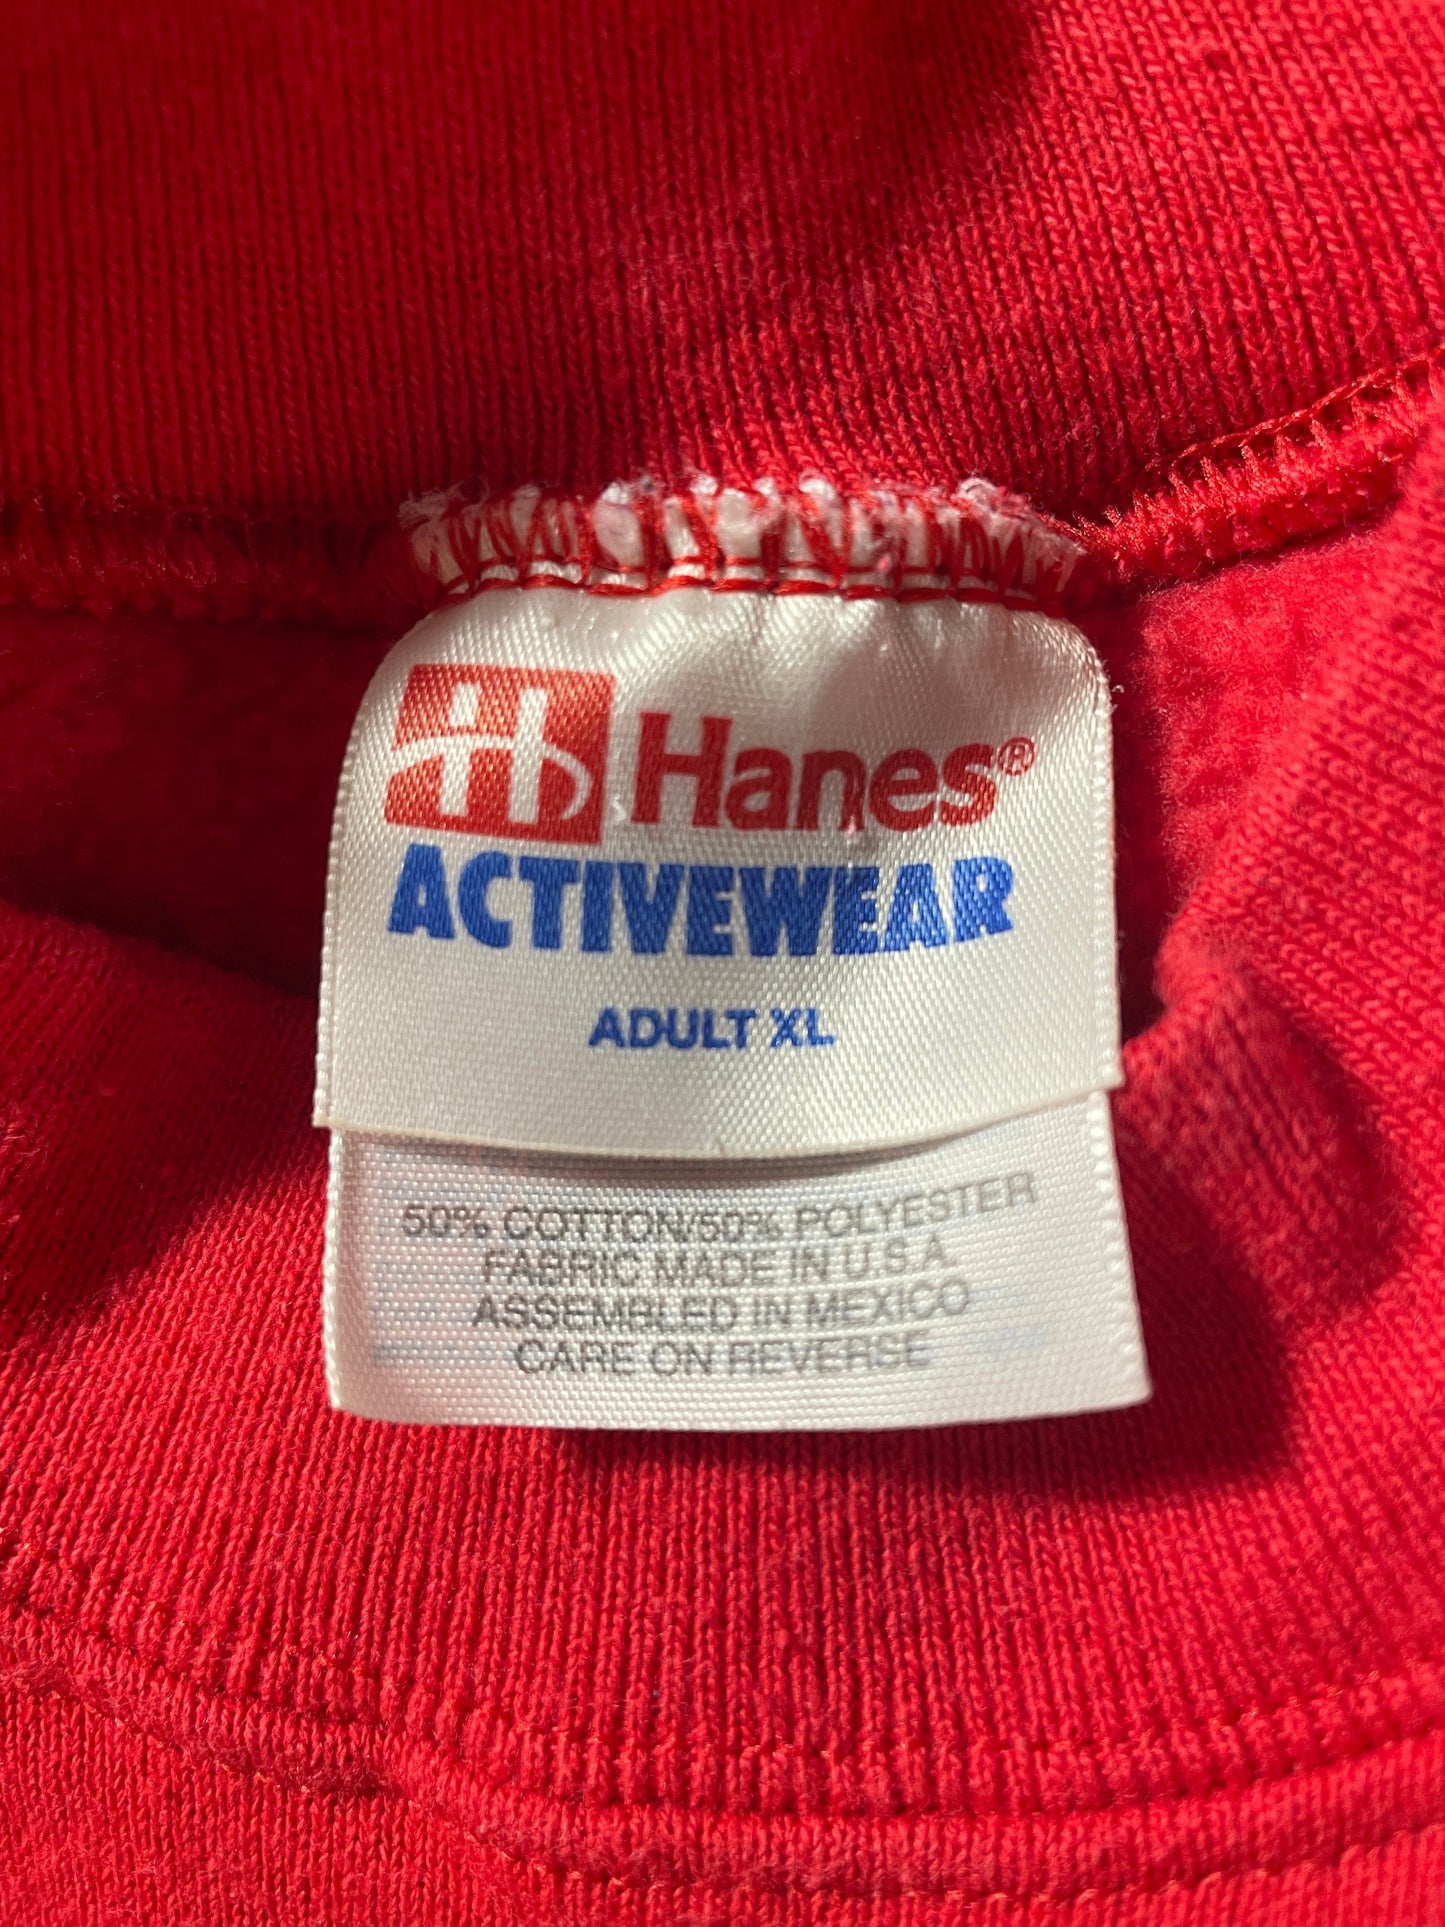 H Hanes®
ACTIVEWEAR
ADULT XL
50% COTTON/50% POLYESTER
FABRIC MADE IN U.S.A
ASSEMBLED IN MEXICO
CARE ON REVERSE